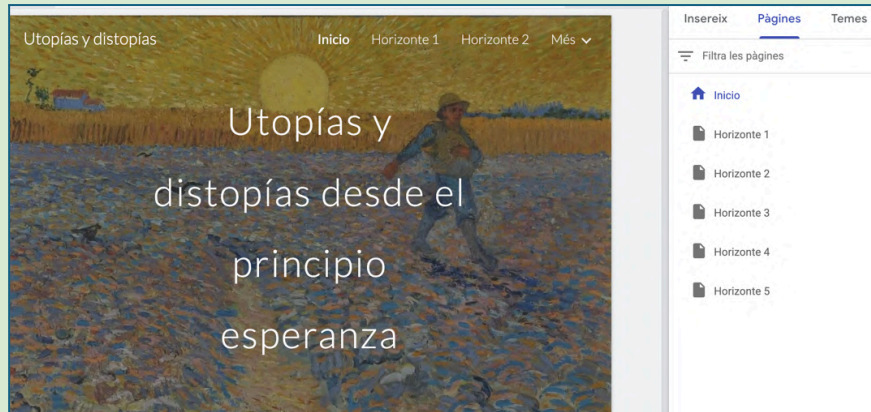 Utopías y distopías
Inicio Horizonte 1 Horizonte 2 Més
Utopías y
distopías desde el
principio
esperanza
Insereix Pàgines Temes
Filtra les pàgines
Inicio
Horizonte 1
Horizonte 2
Horizonte 3
Horizonte 4
Horizonte 5